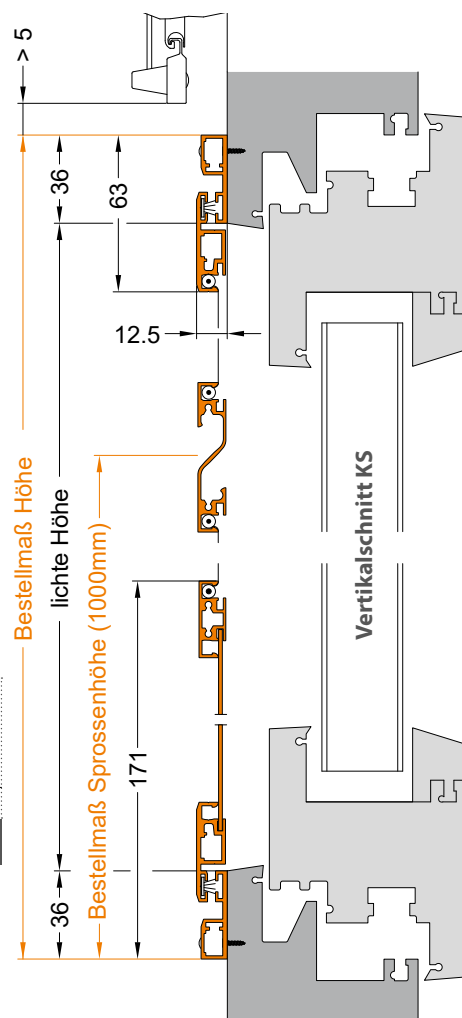 > 5
36
63
12.5
Bestellmaß Höhe
lichte Höhe
Bestellmaß Sprossenhöhe (1000mm)
Vertikalschnitt KS
171
36